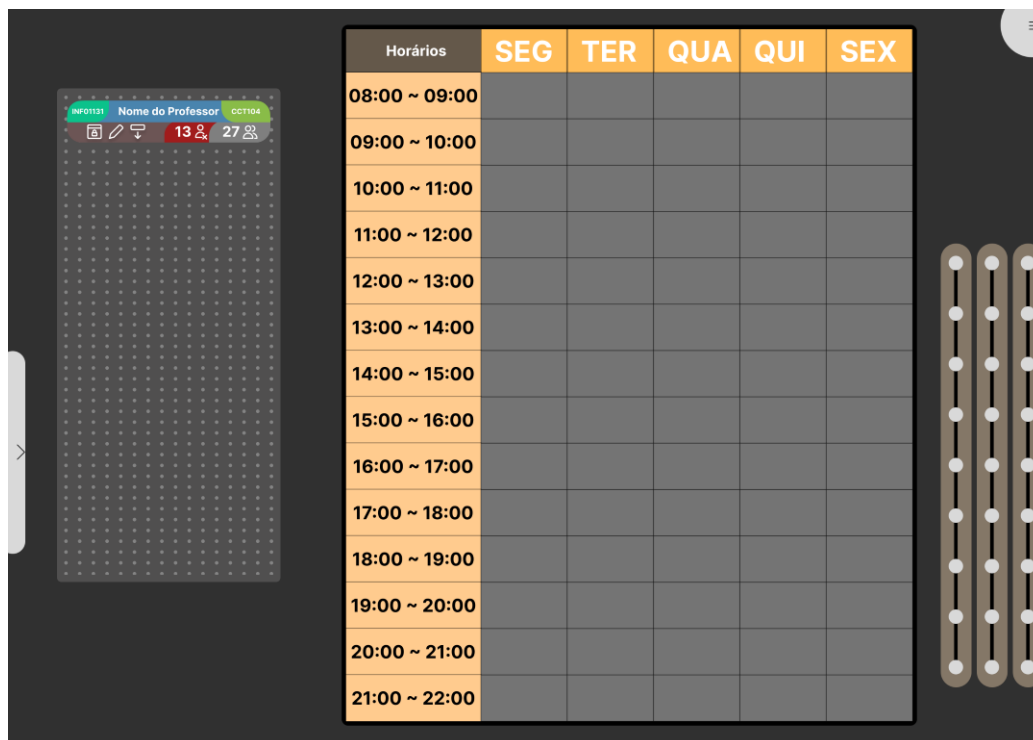 INF01131 Nome do Professor CCT104
13 27
Horários SEG TER QUA QUI SEX
08:00 ~ 09:00
09:00 ~ 10:00
10:00 ~ 11:00
11:00 ~ 12:00
12:00 ~ 13:00
13:00 ~ 14:00
14:00 ~ 15:00
15:00 ~ 16:00
16:00 ~ 17:00
17:00 ~ 18:00
18:00 ~ 19:00
19:00 ~ 20:00
20:00 ~ 21:00
21:00 ~ 22:00